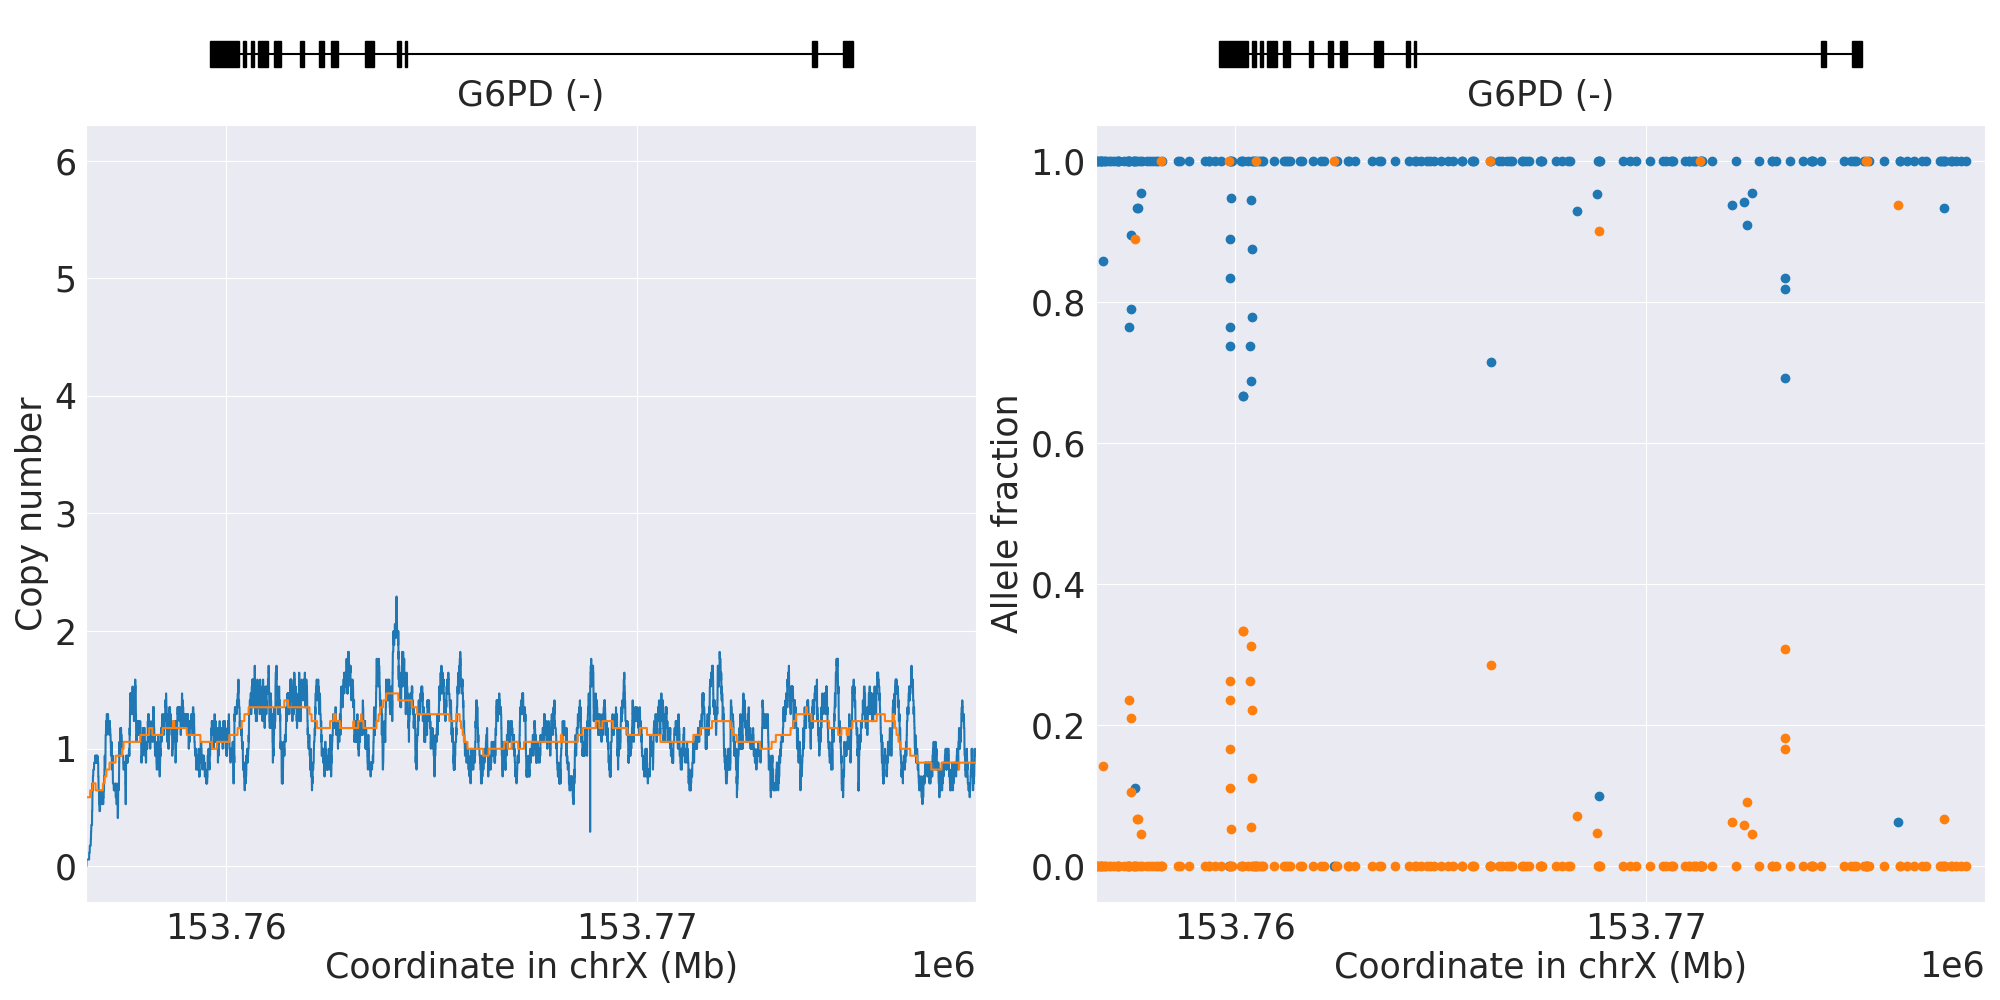 G6PD (-)
6
5
4
3
2
1
0
Copy number
153.76
153.77
Coordinate in chrX (Mb)
1e6
G6PD (-)
1.0
0.8
0.6
0.4
0.2
0.0
Allele fraction
153.76
153.77
Coordinate in chrX (Mb)
1e6